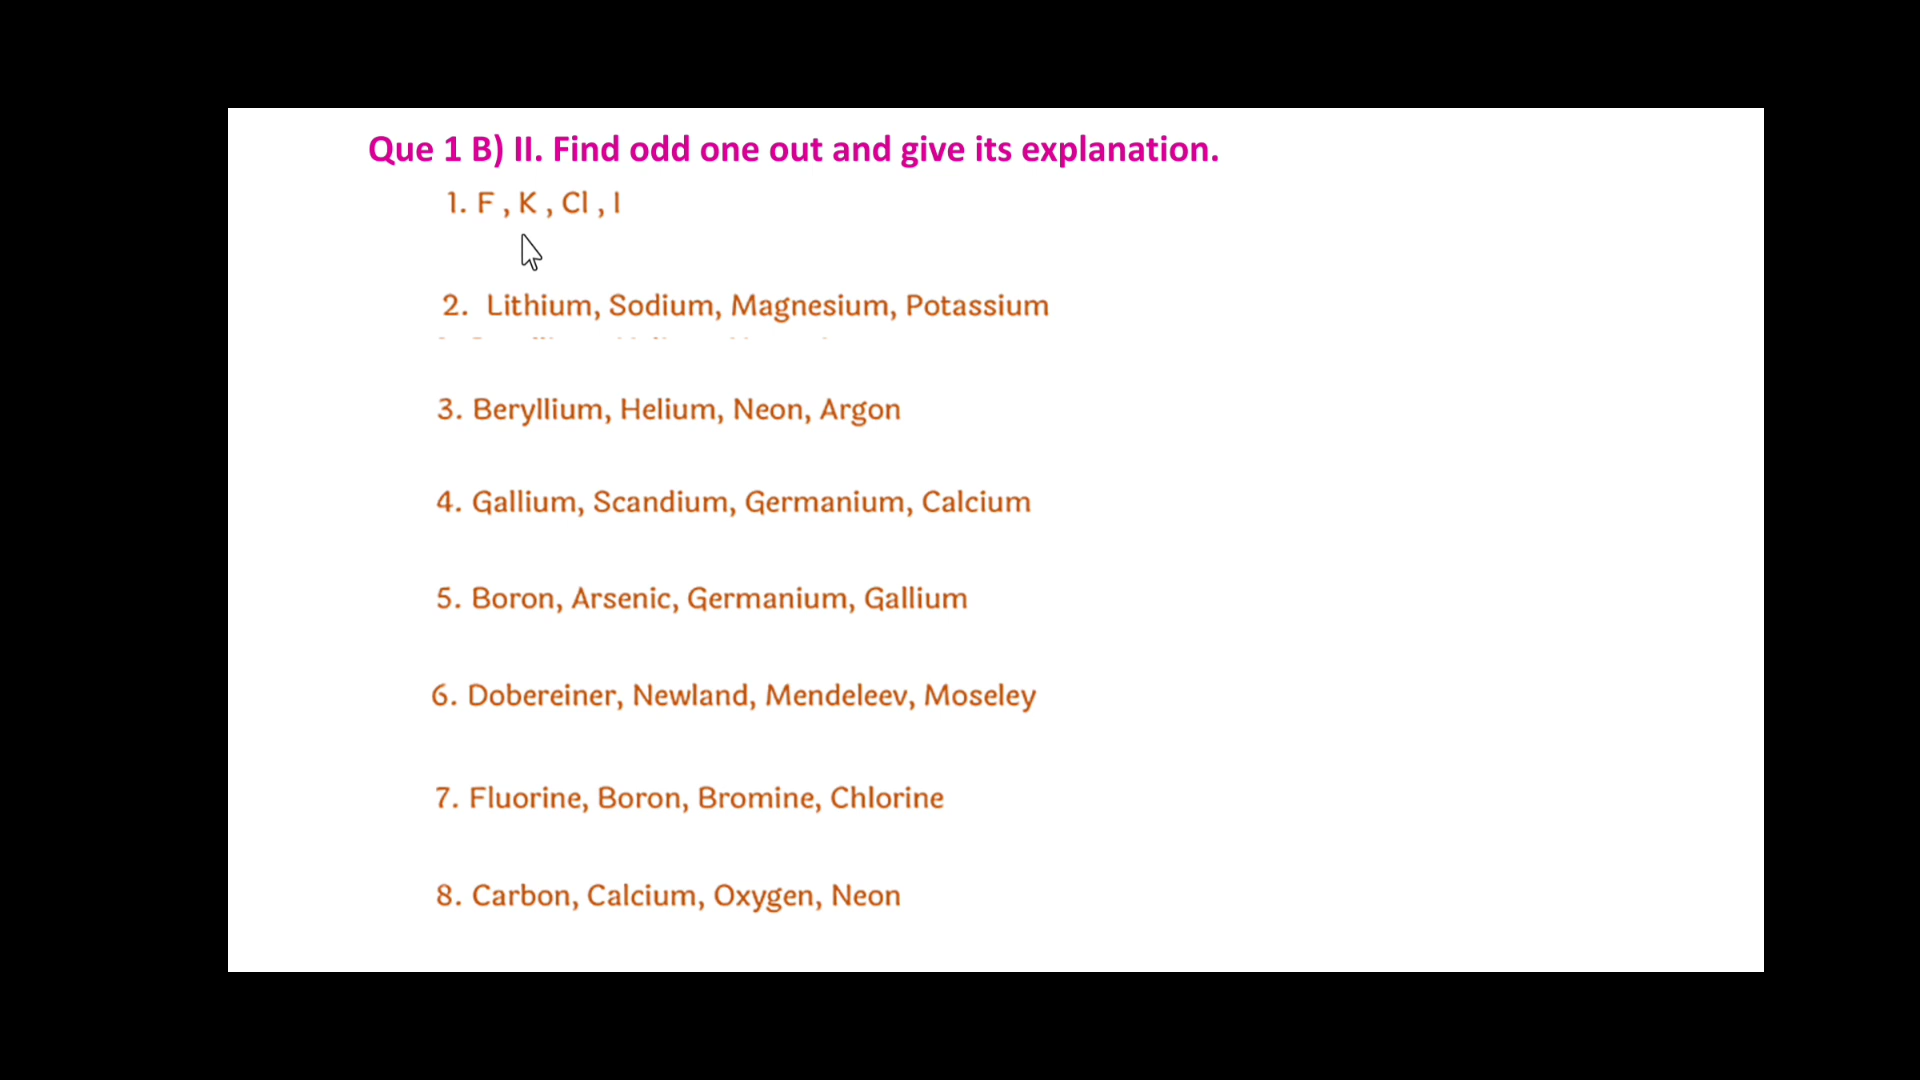 Que 1 B) II. Find odd one out and give its explanation.
1. F , K , Cl , I
2. Lithium, Sodium, Magnesium, Potassium
3. Beryllium, Helium, Neon, Argon
4. Gallium, Scandium, Germanium, Calcium
5. Boron, Arsenic, Germanium, Gallium
6. Dobereiner, Newland, Mendeleev, Moseley
7. Fluorine, Boron, Bromine, Chlorine
8. Carbon, Calcium, Oxygen, Neon